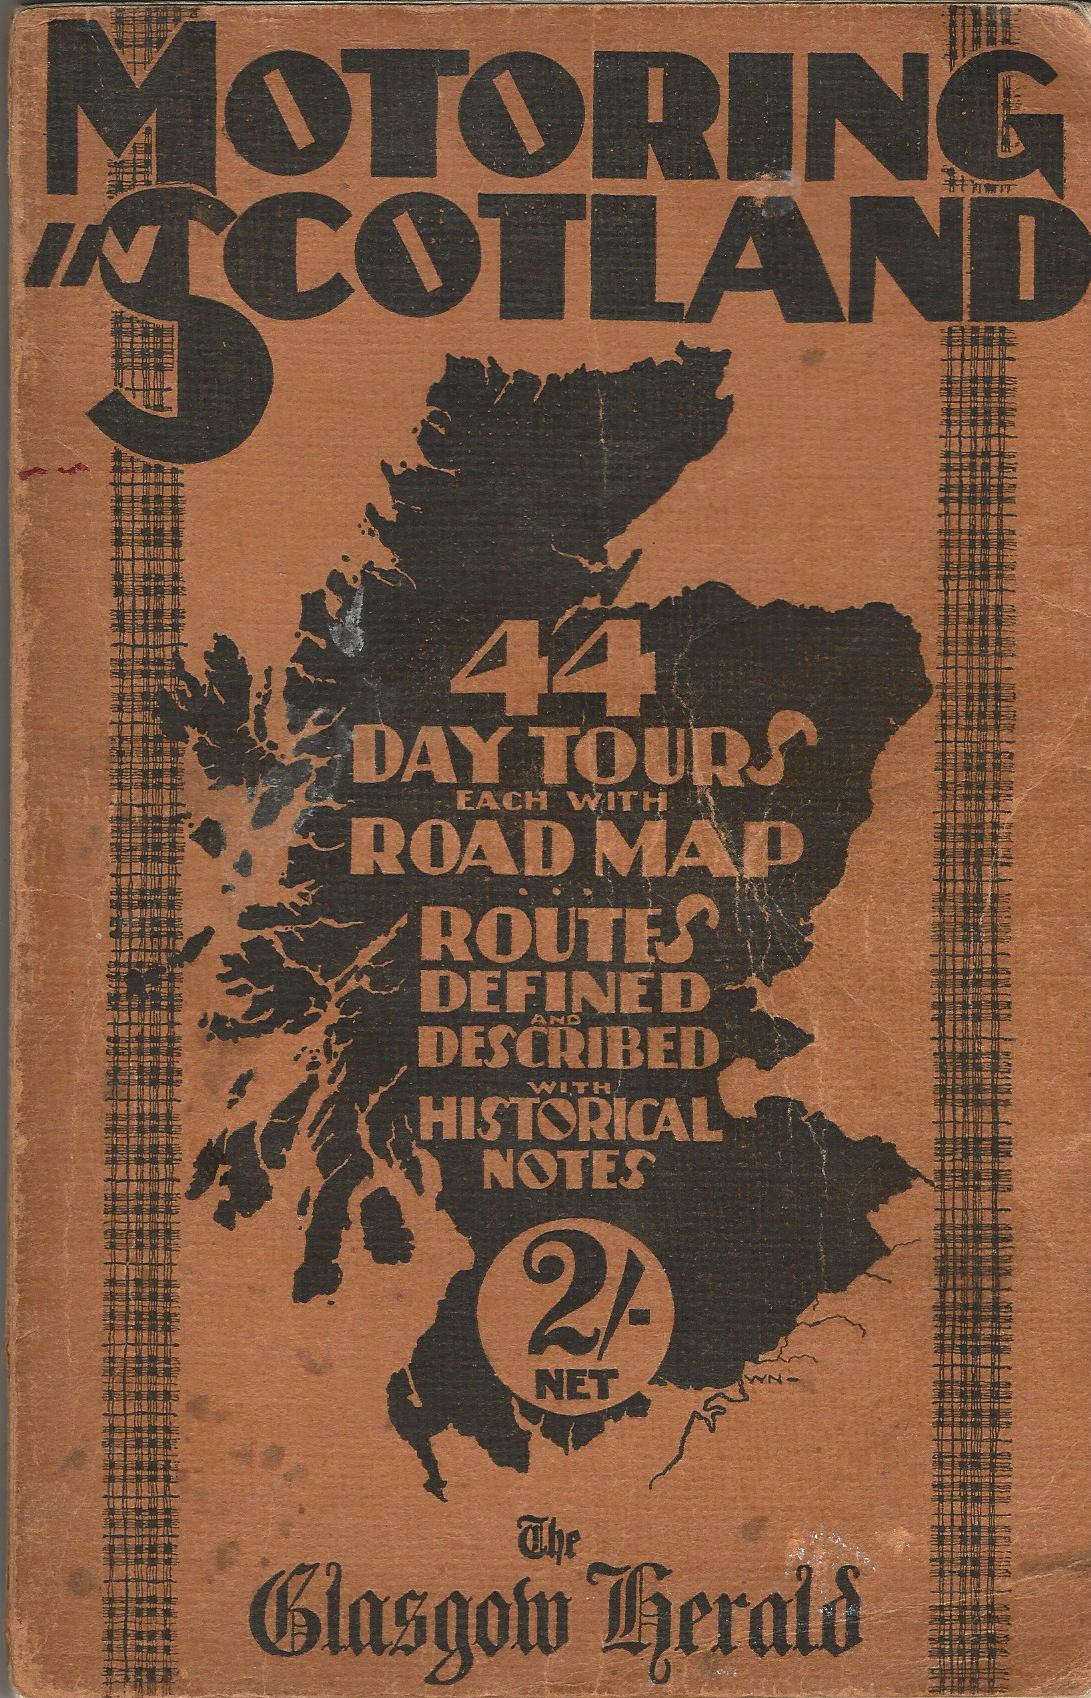 MOTORING
IN SCOTLAND
44
DAY TOURS
EACH WITH
ROAD MAP
ROUTES
DEFINED
AND
DESCRIBED
WITH
HISTORICAL
NOTES
2/-
NET
WN-
The
Glasgow Herald